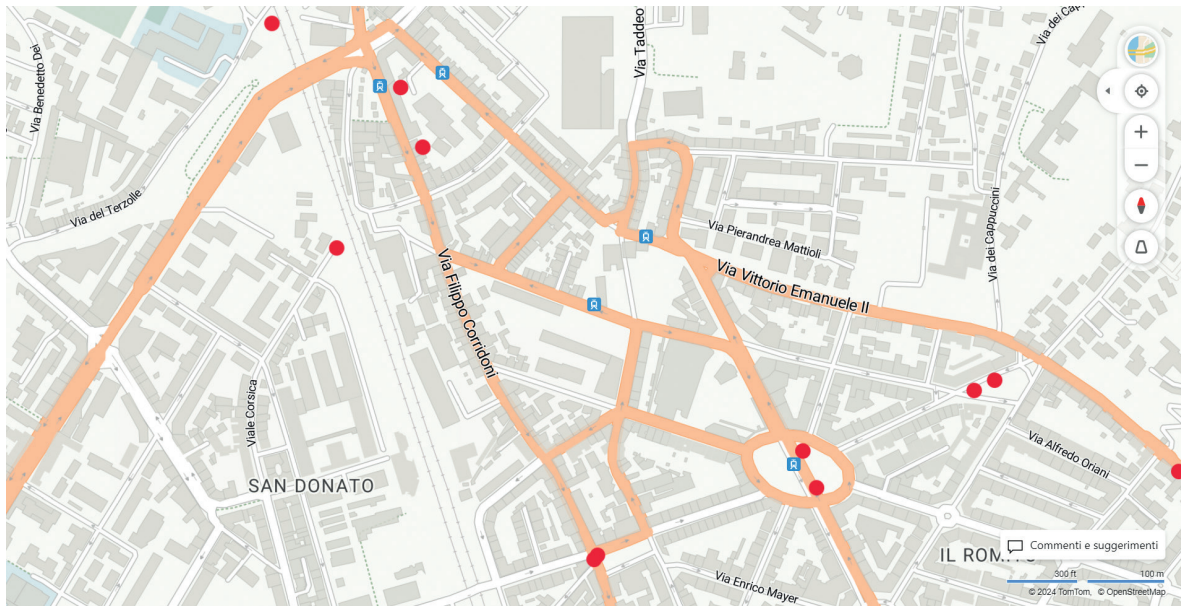 Via Benedetto Dei
Via Taddeo
Via dei Cap
Via del Terzolle
Via Pierandrea Mattioli
Via dei Cappuccini
Via Filippo Corridoni
Via Vittorio Emanuele II
Viale Corsica
Via Alfredo Oriani
SAN DONATO
Commenti e suggerimenti
IL ROMITO
300 ft 100 m
Via Enrico Mayer
© 2024 TomTom, © OpenStreetMap